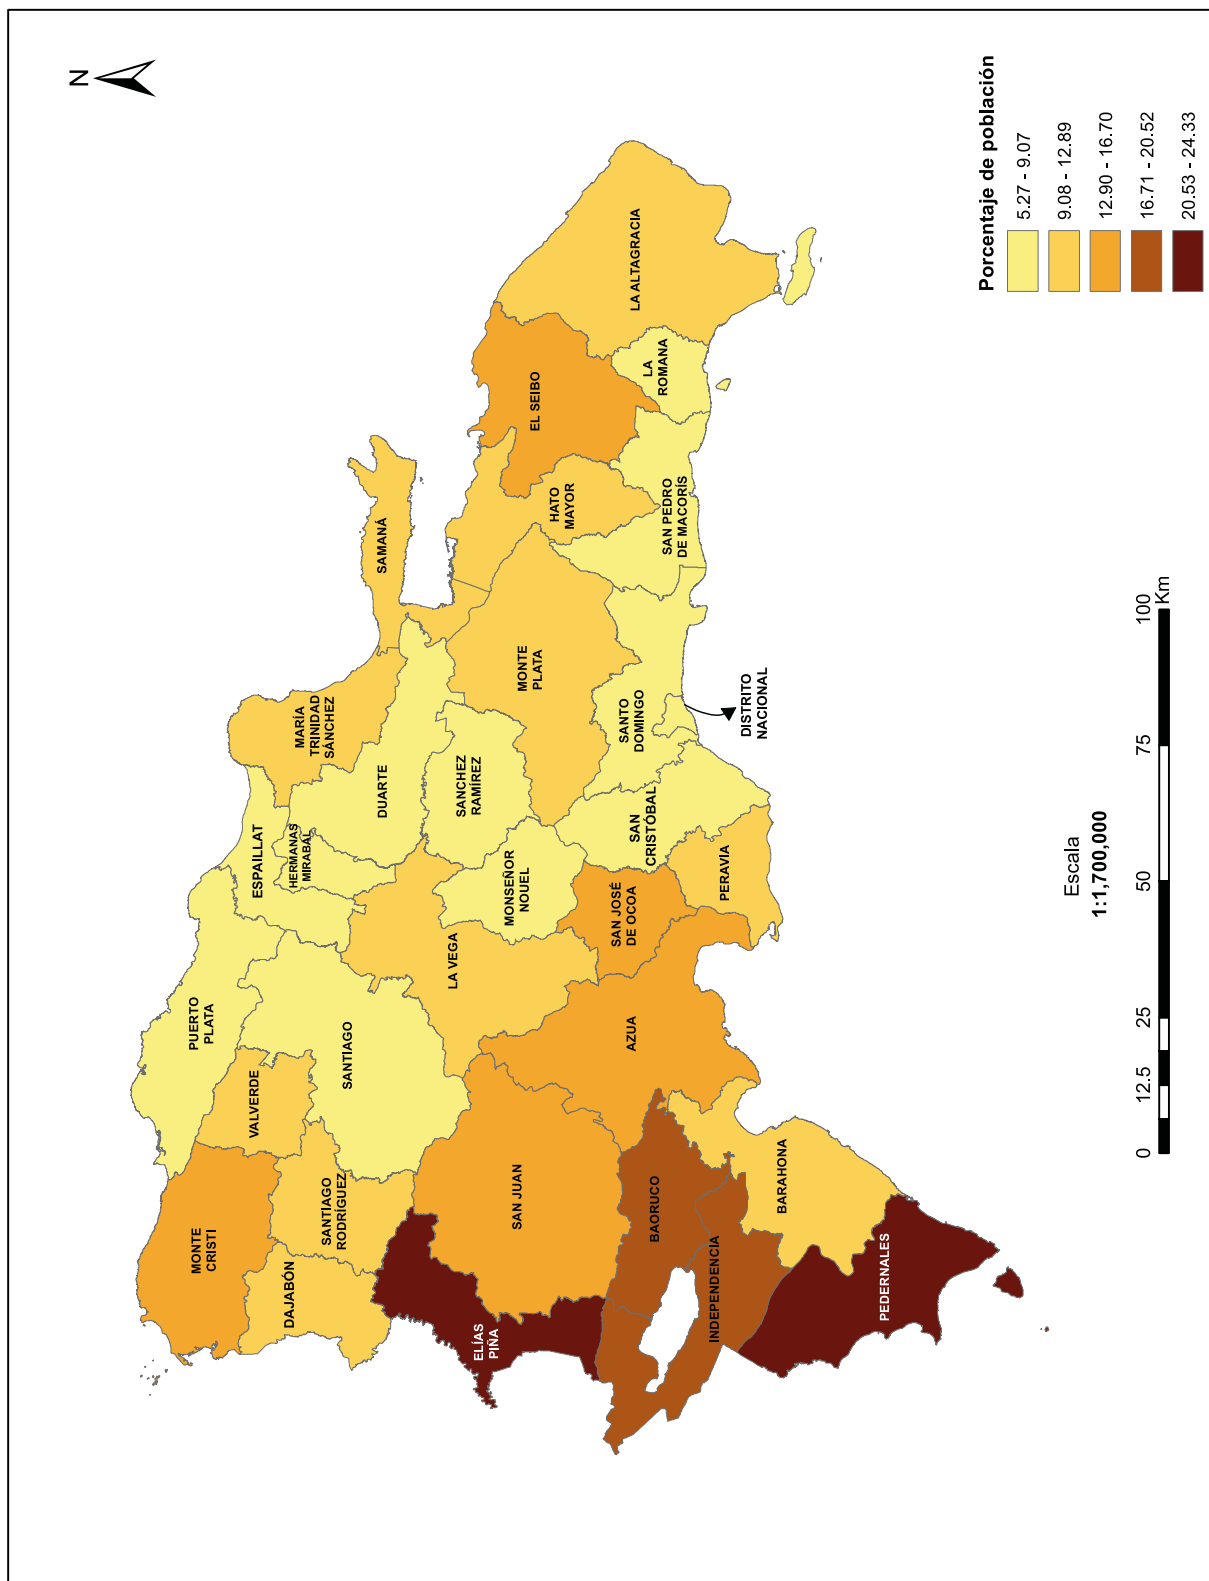 N
PUERTO
PLATA
ESPAILLAT
MARÍA
TRINIDAD
SÁNCHEZ
SAMANÁ
MONTE
CRISTI
VALVERDE
HERMANAS
MIRABAL
DAJABÓN
SANTIAGO
RODRÍGUEZ
SANTIAGO
DUARTE
LA VEGA
SANCHEZ
RAMÍREZ
ELÍAS
PIÑA
SAN JUAN
MONSEÑOR
NOUEL
MONTE
PLATA
HATO
MAYOR
EL SEIBO
LA ALTAGRACIA
AZUA
SAN JOSÉ
DE OCOA
SAN
CRISTÓBAL
SANTO
DOMINGO
SAN PEDRO
DE MACORÍS
LA
ROMANA
BAORUCO
INDEPENDENCIA
PERAVIA
DISTRITO
NACIONAL
BARAHONA
PEDERNALES
Porcentaje de población
5.27 - 9.07
9.08 - 12.89
12.90 - 16.70
16.71 - 20.52
20.53 - 24.33
Escala
1:1,700,000
0 12.5 25 50 75 100
Km